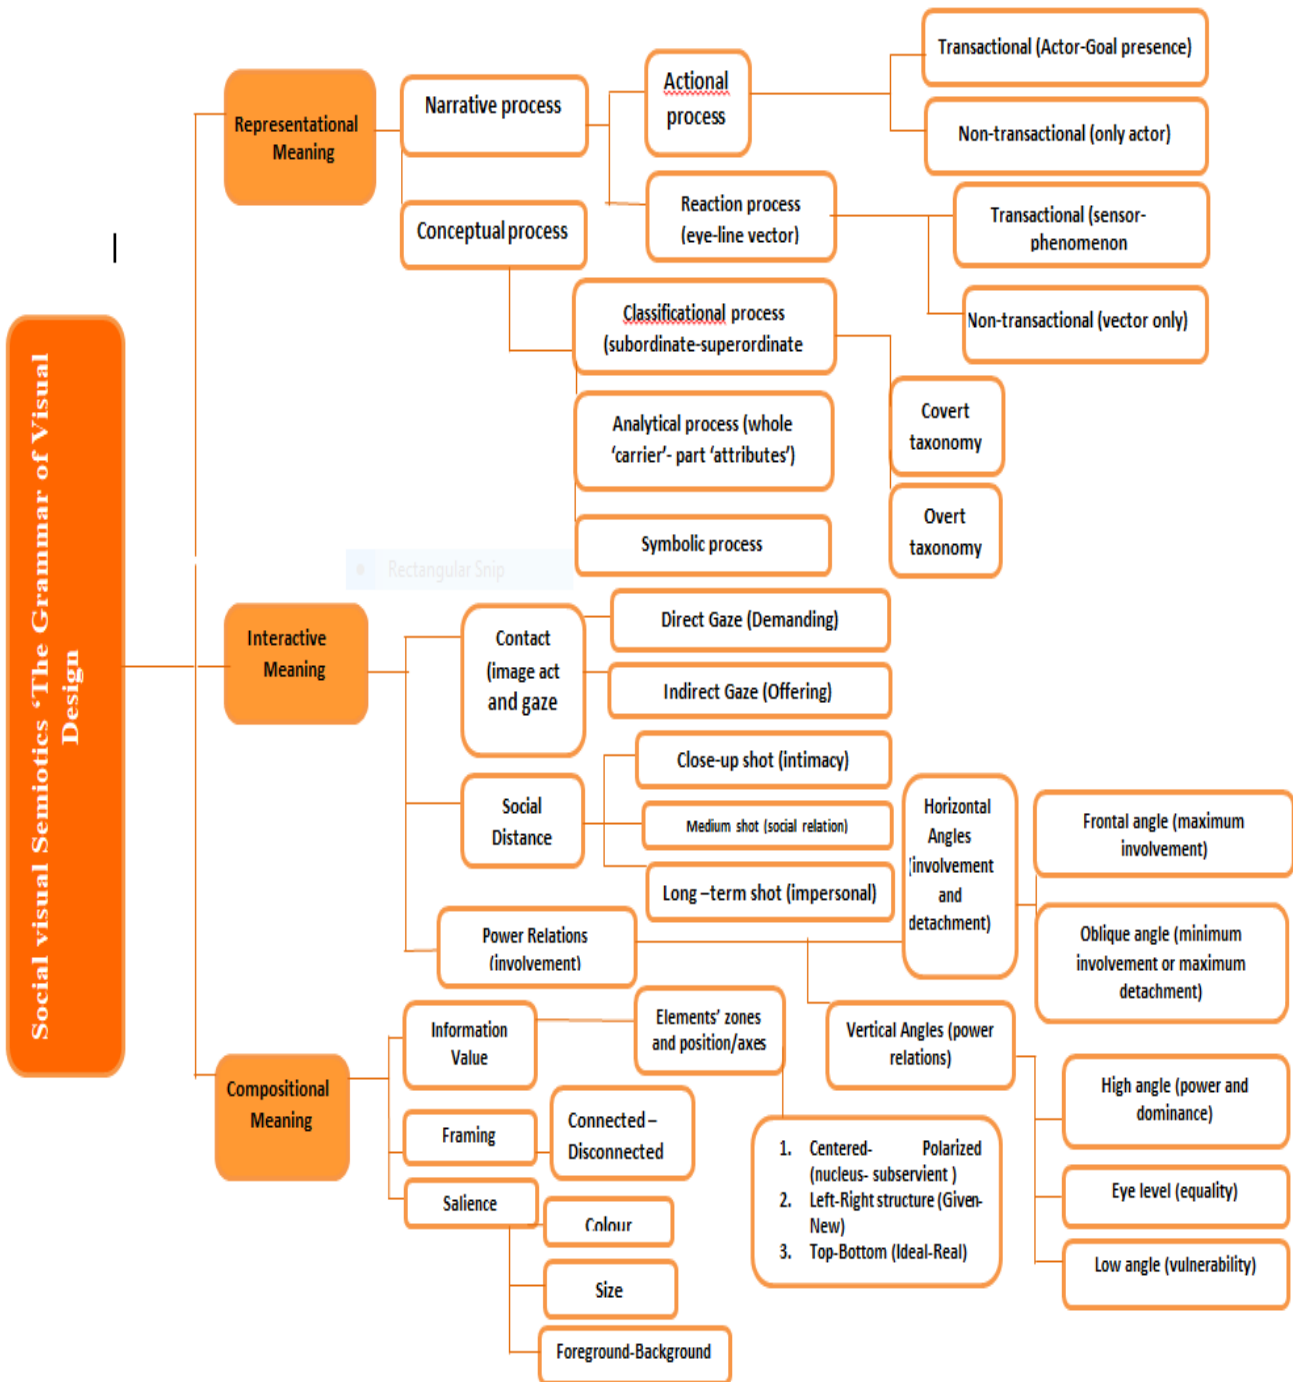 Social visual Semiotics ‘The Grammar of Visual
Design
Representational
Meaning
Narrative process
Actional
process
Transactional (Actor-Goal presence)
Non-transactional (only actor)
Reaction process
(eye-line vector)
Transactional (sensor-
phenomenon
Non-transactional (vector only)
Conceptual process
Classificational process
(subordinate-superordinate
Covert
taxonomy
Overt
taxonomy
Analytical process (whole
‘carrier’- part ‘attributes’)
Symbolic process
Rectangular Snip
Interactive
Meaning
Contact
(image act
and gaze
Direct Gaze (Demanding)
Indirect Gaze (Offering)
Social
Distance
Close-up shot (intimacy)
Medium shot (social relation)
Long –term shot (impersonal)
Power Relations
(involvement)
Horizontal
Angles
(involvement
and
detachment)
Frontal angle (maximum
involvement)
Oblique angle (minimum
involvement or maximum
detachment)
Vertical Angles (power
relations)
High angle (power and
dominance)
Eye level (equality)
Low angle (vulnerability)
Compositional
Meaning
Information
Value
Elements’ zones
and position/axes
1. Centered- Polarized
(nucleus- subservient )
2. Left-Right structure (Given-
New)
3. Top-Bottom (Ideal-Real)
Framing
Connected –
Disconnected
Salience
Colour
Size
Foreground-Background